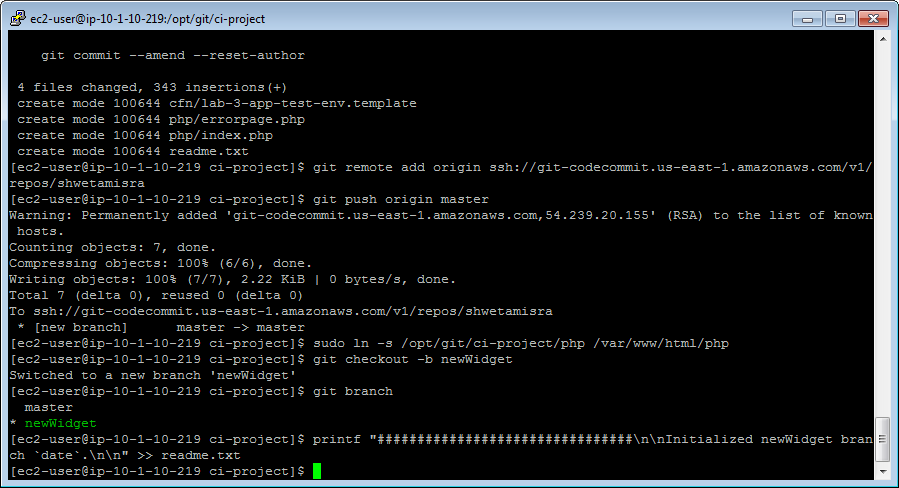 ec2-user@ip-10-1-10-219:/opt/git/ci-project
git commit --amend --reset-author
4 files changed, 343 insertions(+)
create mode 100644 cfn/lab-3-app-test-env.template
create mode 100644 php/errorpage.php
create mode 100644 php/index.php
create mode 100644 readme.txt
[ec2-user@ip-10-1-10-219 ci-project]$ git remote add origin ssh://git-codecommit.us-east-1.amazonaws.com/v1/
repos/shwetamisra
[ec2-user@ip-10-1-10-219 ci-project]$ git push origin master
Warning: Permanently added 'git-codecommit.us-east-1.amazonaws.com,54.239.20.155' (RSA) to the list of known
hosts.
Counting objects: 7, done.
Compressing objects: 100% (6/6), done.
Writing objects: 100% (7/7), 2.22 KiB | 0 bytes/s, done.
Total 7 (delta 0), reused 0 (delta 0)
To ssh://git-codecommit.us-east-1.amazonaws.com/v1/repos/shwetamisra
* [new branch]      master -> master
[ec2-user@ip-10-1-10-219 ci-project]$ sudo ln -s /opt/git/ci-project/php /var/www/html/php
[ec2-user@ip-10-1-10-219 ci-project]$ git checkout -b newWidget
Switched to a new branch 'newWidget'
[ec2-user@ip-10-1-10-219 ci-project]$ git branch
master
* newWidget
[ec2-user@ip-10-1-10-219 ci-project]$ printf "################################\n\nInitialized newWidget bran
ch `date`.\n\n" >> readme.txt
[ec2-user@ip-10-1-10-219 ci-project]$